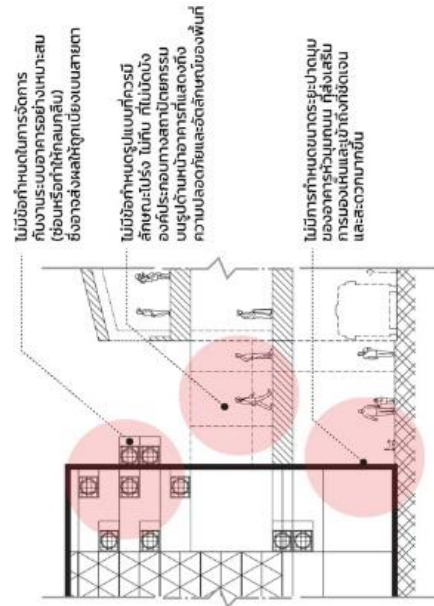 ไม่มีข้อกำหนดในการจัดการ
กับงานระบบอาคารอย่างเหมาะสม
(ซ่อนหรือทำให้กลมกลืน)
ซึ่งอาจส่งผลให้ถูกเบี่ยงเบนสายตา
ไม่มีข้อกำหนดรูปแบบที่ควรมี
ลักษณะโปร่ง ไม่ทึบ ที่ไม่บดบัง
องค์ประกอบทางสถาปัตยกรรม
บนรูปด้านหน้าอาคารที่แสดงถึง
ความปลอดภัยและอัตลักษณ์ของพื้นที่
ไม่มีการกำหนดขนาดระยะปาดมุม
ของอาคารหัวมุมถนน ที่ส่งเสริม
การมองเห็นและเข้าถึงที่ชัดเจน
และสะดวกมากขึ้น